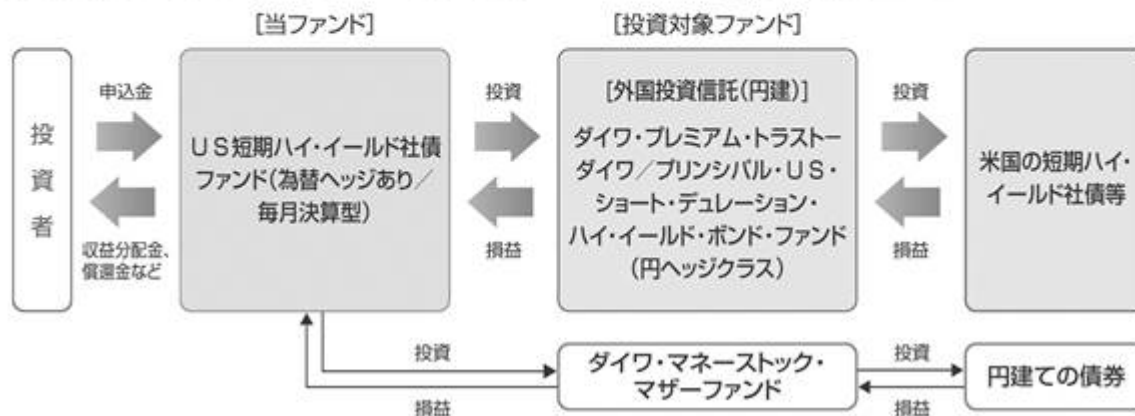 [当ファンド]
[投資対象ファンド]
投資者
申込金
収益分配金、
償還金など
US短期ハイ・イールド社債
ファンド(為替ヘッジあり/
毎月決算型)
投資
損益
[外国投資信託(円建)]
ダイワ・プレミアム・トラストー
ダイワ/プリンシパル・US・
ショート・デュレーション・
ハイ・イールド・ボンド・ファンド
(円ヘッジクラス)
投資
損益
米国の短期ハイ・
イールド社債等
投資
損益
ダイワ・マネーストック・
マザーファンド
投資
損益
円建ての債券